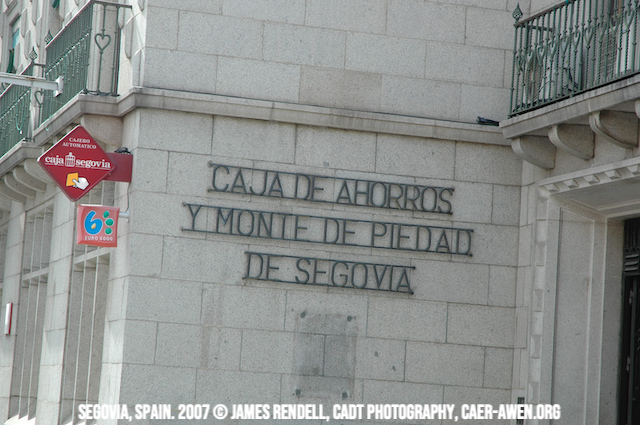 CAJERO
AUTOMATICO
caja segovia
6000
EURO 6000
CAJA DE AHORROS
Y MONTE DE PIEDAD
DE SEGOVIA
SEGOVIA, SPAIN. 2007 © JAMES RENDELL, CADT PHOTOGRAPHY, CAER-AWEN.ORG